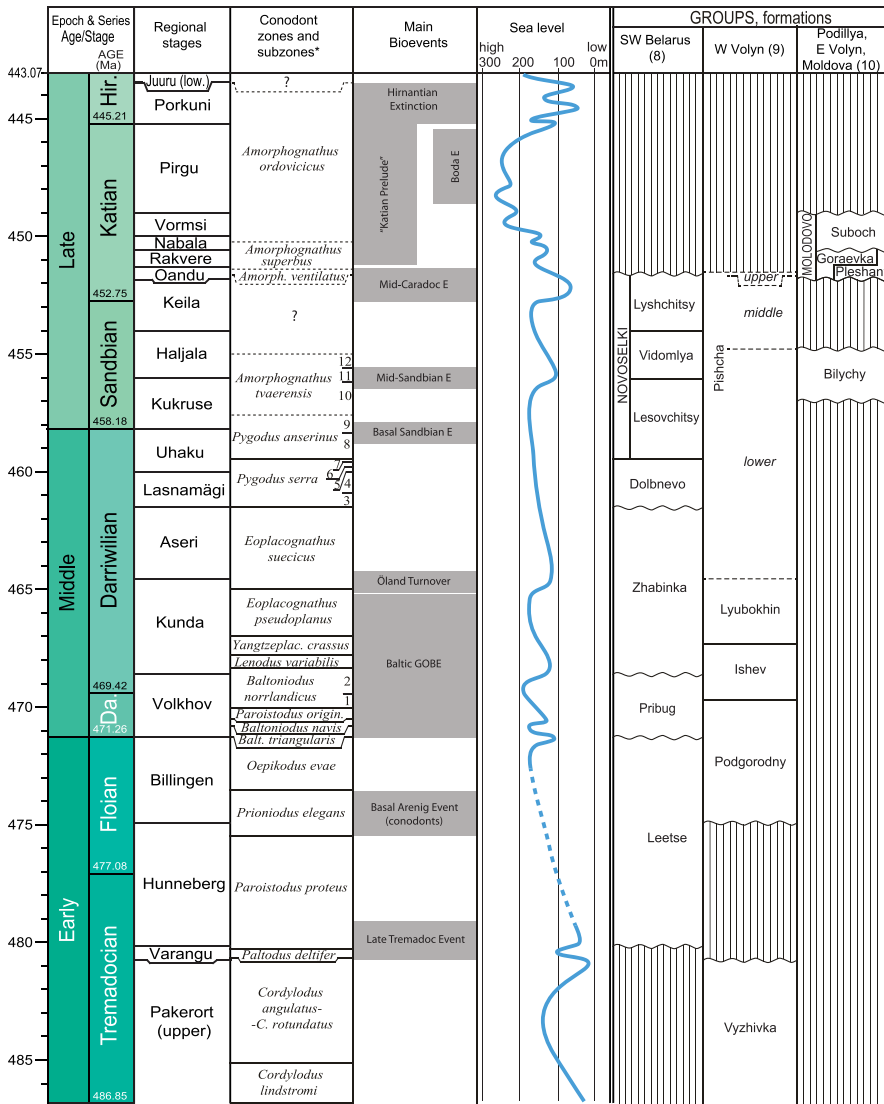 Epoch & Series
Age/Stage
AGE
(Ma)
Regional
stages
Conodont
zones and
subzones*
Main
Bioevents
Sea level
high
low
300
200
100
0m
GROUPS, formations
SW Belarus
(8)
W Volyn (9)
Podillya,
E Volyn,
Moldova (10)
443.07
445
450
455
460
465
470
475
480
485
Late
Middle
Early
Hir.
445.21
Katian
452.75
Sandbian
458.18
Darriwilian
469.42
Da.
471.26
Floian
477.08
Tremadocian
486.85
Juuru (low.)
Porkuni
Pirgu
Vormsi
Nabala
Rakvere
Oandu
Keila
Haljala
Kukruse
Uhaku
Lasnamägi
Aseri
Kunda
Volkhov
Billingen
Hunneberg
Varangu
Pakerort
(upper)
?
Amorphognathus
ordovicicus
Amorphognathus
superbus
Amorph. ventilatus
?
Amorphognathus
tvaerensis
12
11
10
Pygodus anserinus
9
8
Pygodus serra
7
6
5
4
3
Eoplacognathus
suecicus
Eoplacognathus
pseudoplanus
Yangtzeplac. crassus
Lenodus variabilis
Baltoniodus
norrlandicus
2
1
Paroistodus origin.
Baltoniodus navis
Balt. triangularis
Oepikodus evae
Prioniodus elegans
Paroistodus proteus
Paltodus deltifer
Cordylodus
angulatus-
-C. rotundatus
Cordylodus
lindstromi
Hirnantian
Extinction
"Katian Prelude"
Boda E
Mid-Caradoc E
Mid-Sandbian E
Basal Sandbian E
Öland Turnover
Baltic GOBE
Basal Arenig Event
(conodonts)
Late Tremadoc Event
NOVOSELKI
Lyshchitsy
Vidomlya
Lesovchitsy
Dolbnevo
Zhabinka
Pribug
Leetse
Pishcha
upper
middle
lower
Lyubokhin
Ishev
Podgorodny
Vyzhivka
MOLODOVO
Suboch
Goraevka
Pleshan
Bilychy